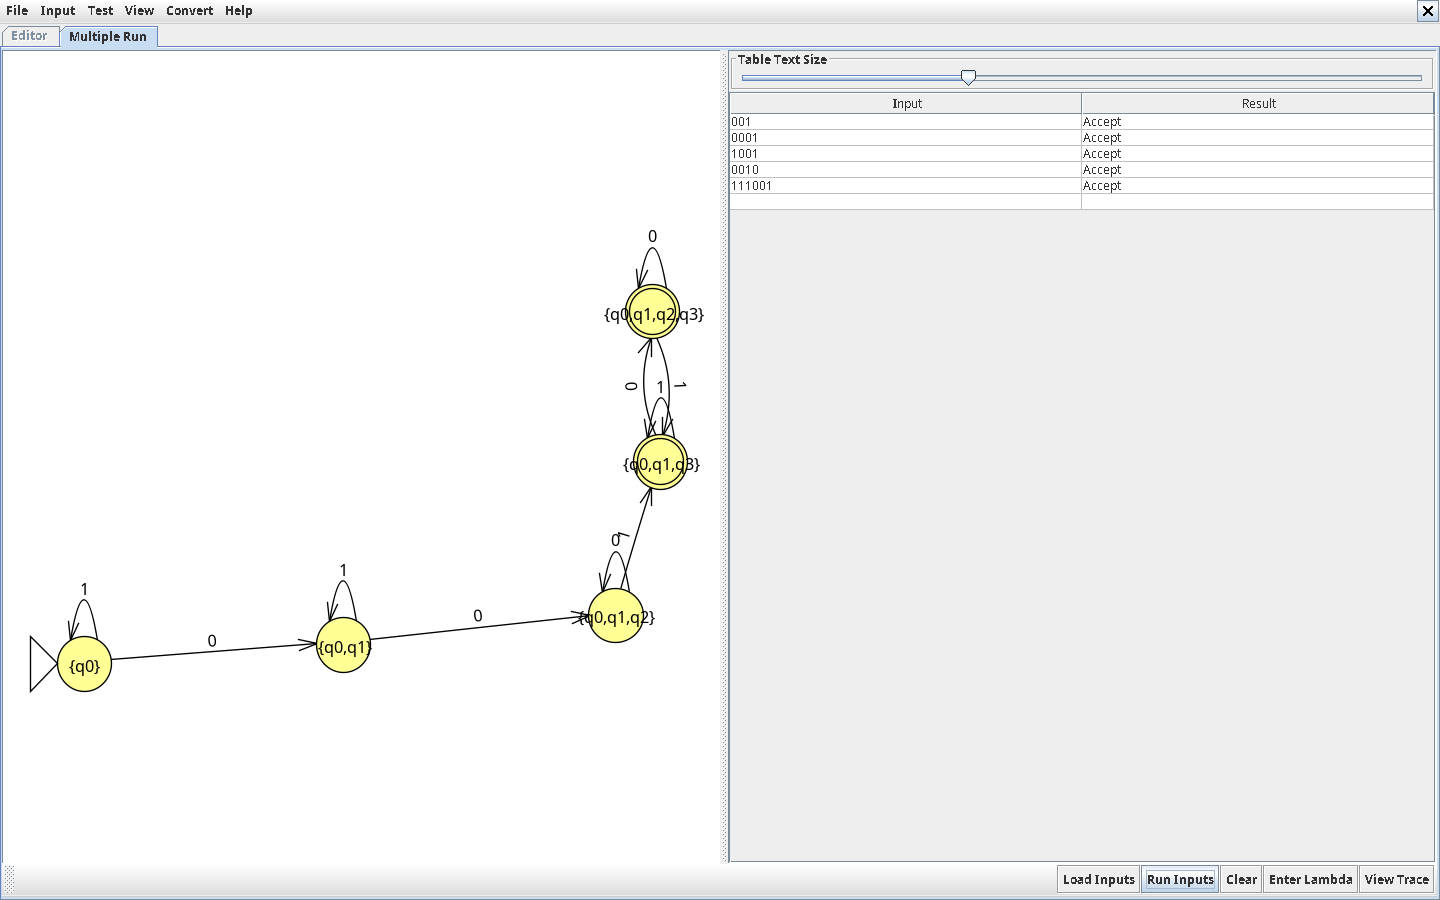 File Input Test View Convert Help
Editor Multiple Run
Table Text Size
Input Result
001 Accept
0001 Accept
1001 Accept
0010 Accept
111001 Accept
0
{q0,q1,q2,q3}
0 1 1
{q0,q1,q3}
0 1
1
1
0
0
{q0,q1,q2}
{q0,q1}
{q0}
Load Inputs Run Inputs Clear Enter Lambda View Trace